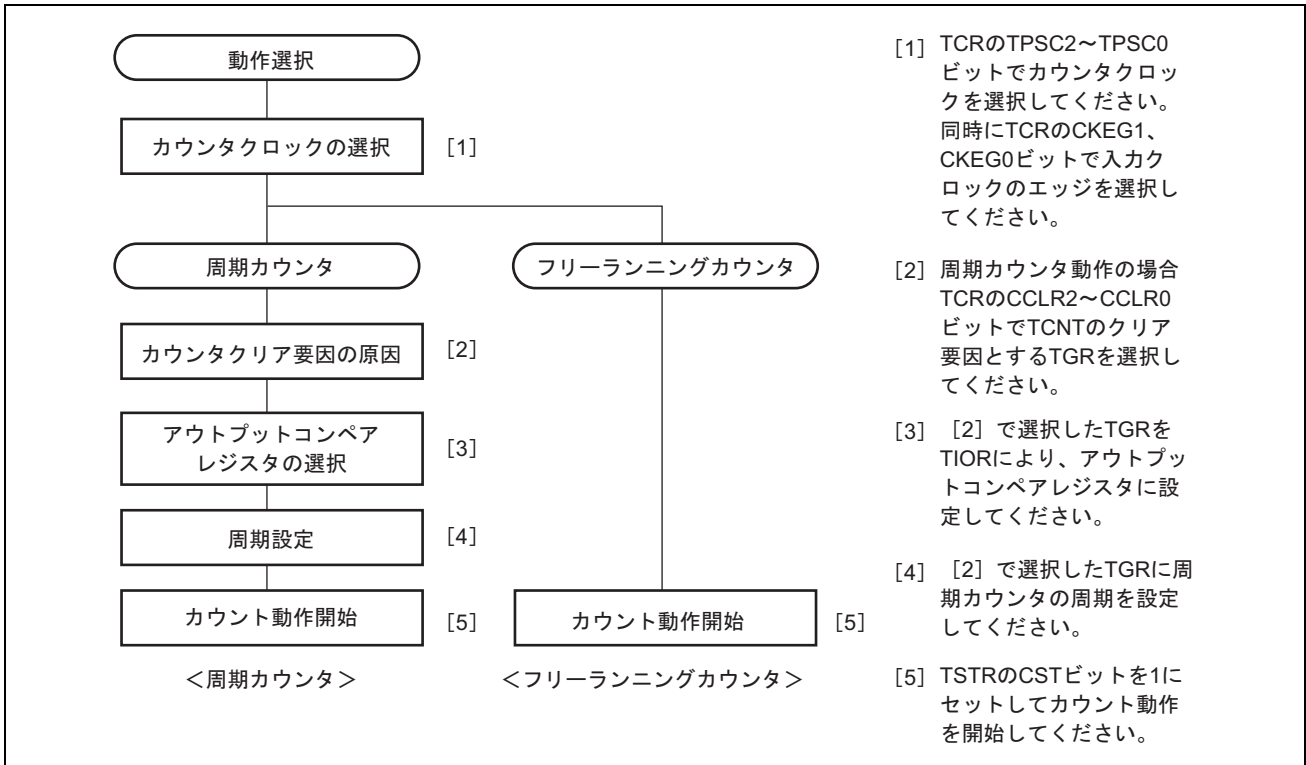 動作選択
カウンタクロックの選択 ［1］
周期カウンタ
フリーランニングカウンタ
カウンタクリア要因の原因 ［2］
アウトプットコンペア
レジスタの選択
［3］
周期設定 ［4］
カウント動作開始 ［5］
カウント動作開始 ［5］
＜周期カウンタ＞
＜フリーランニングカウンタ＞
［1］ TCRのTPSC2～TPSC0
ビットでカウンタクロッ
クを選択してください。
同時にTCRのCKEG1、
CKEG0ビットで入力ク
ロックのエッジを選択し
てください。
［2］ 周期カウンタ動作の場合
TCRのCCLR2～CCLR0
ビットでTCNTのクリア
要因とするTGRを選択し
てください。
［3］ ［2］で選択したTGRを
TIORにより、アウトプッ
トコンペアレジスタに設
定してください。
［4］ ［2］で選択したTGRに周
期カウンタの周期を設定
してください。
［5］ TSTRのCSTビットを1に
セットしてカウント動作
を開始してください。